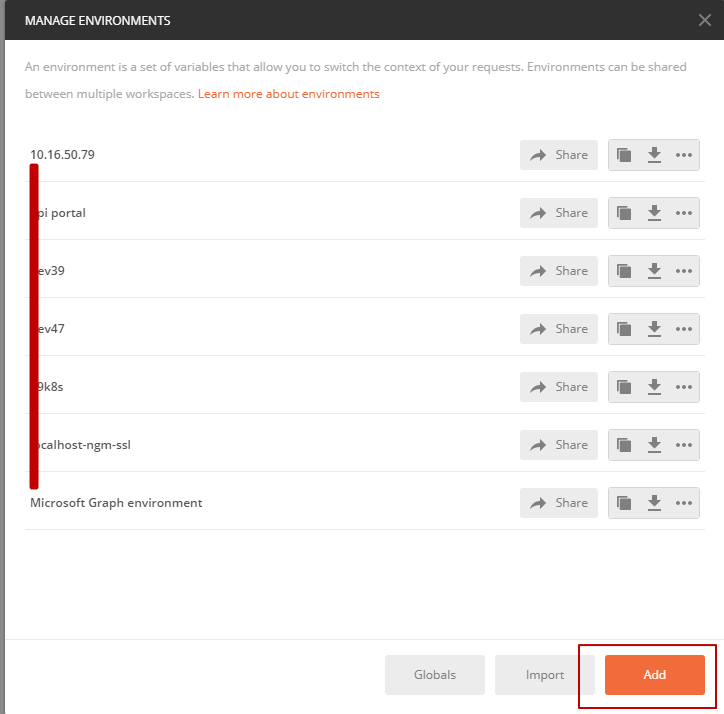 MANAGE ENVIRONMENTS
An environment is a set of variables that allow you to switch the context of your requests. Environments can be shared
between multiple workspaces. Learn more about environments
10.16.50.79 Share
pi portal Share
ev39 Share
ev47 Share
9k8s Share
ocalhost-ngm-ssl Share
Microsoft Graph environment Share
Globals Import Add